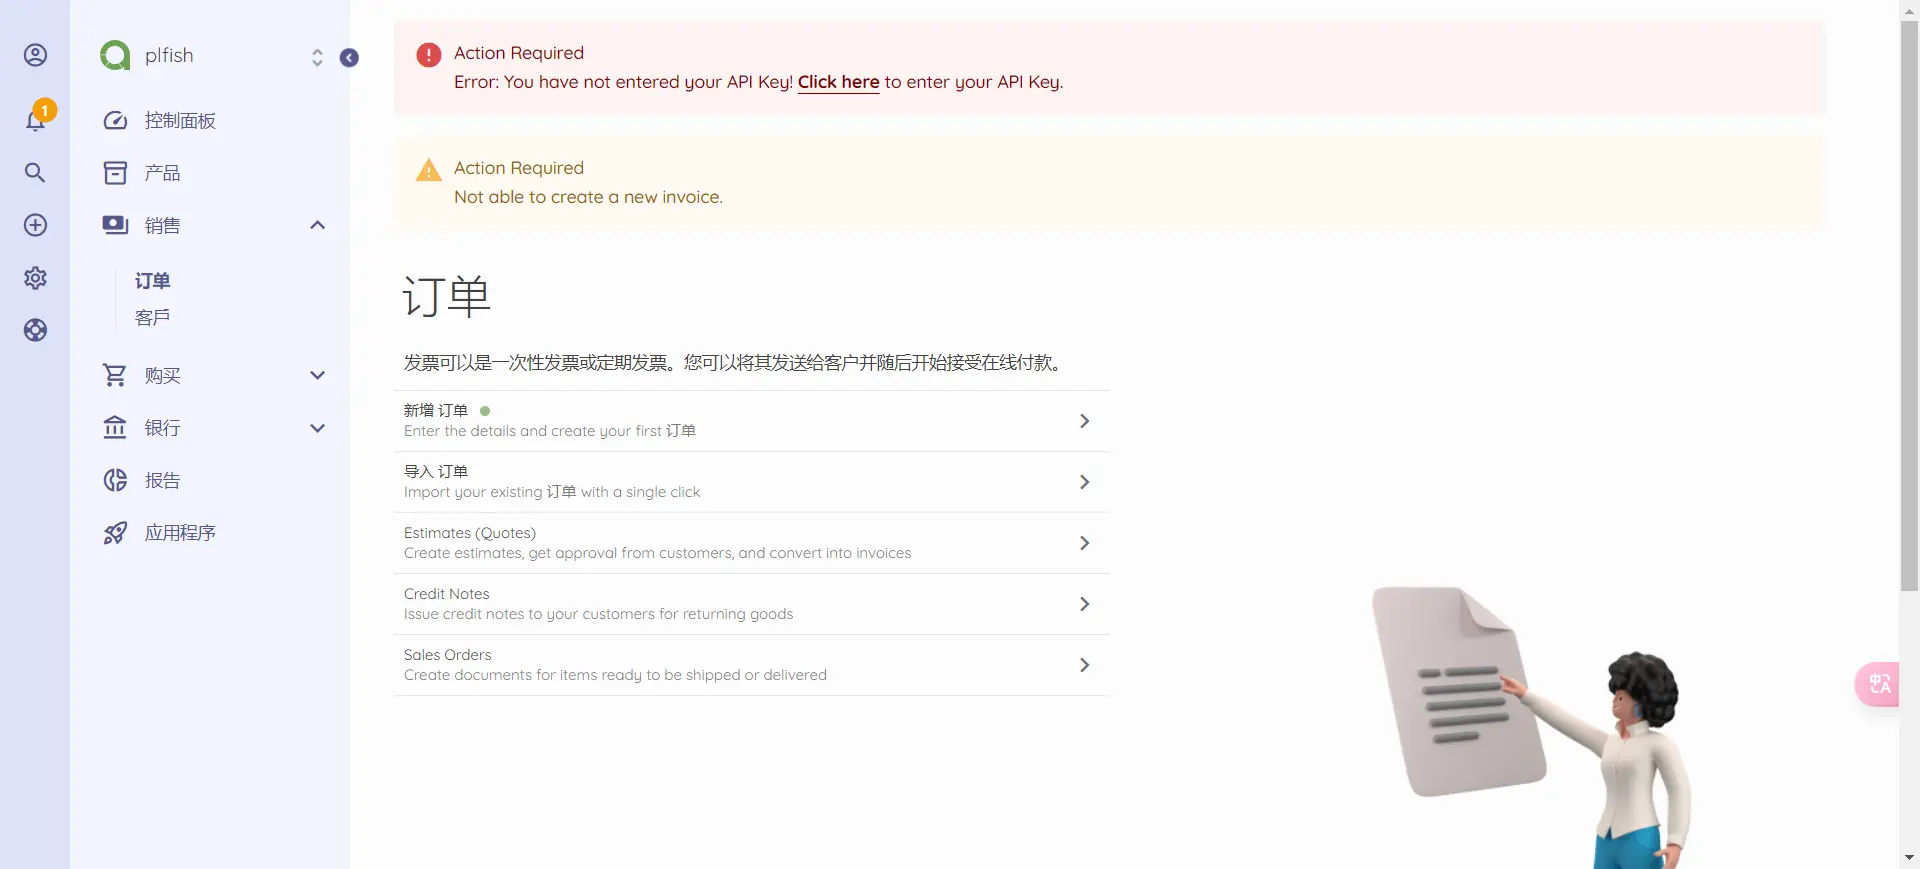 1
plfish
控制面板
产品
销售
订单
客戶
购买
银行
报告
应用程序
Action Required
Error: You have not entered your API Key! Click here to enter your API Key.
Action Required
Not able to create a new invoice.
订单
发票可以是一次性发票或定期发票。您可以将其发送给客户并随后开始接受在线付款。
新增 订单
Enter the details and create your first 订单
导入 订单
Import your existing 订单 with a single click
Estimates (Quotes)
Create estimates, get approval from customers, and convert into invoices
Credit Notes
Issue credit notes to your customers for returning goods
Sales Orders
Create documents for items ready to be shipped or delivered
中
A